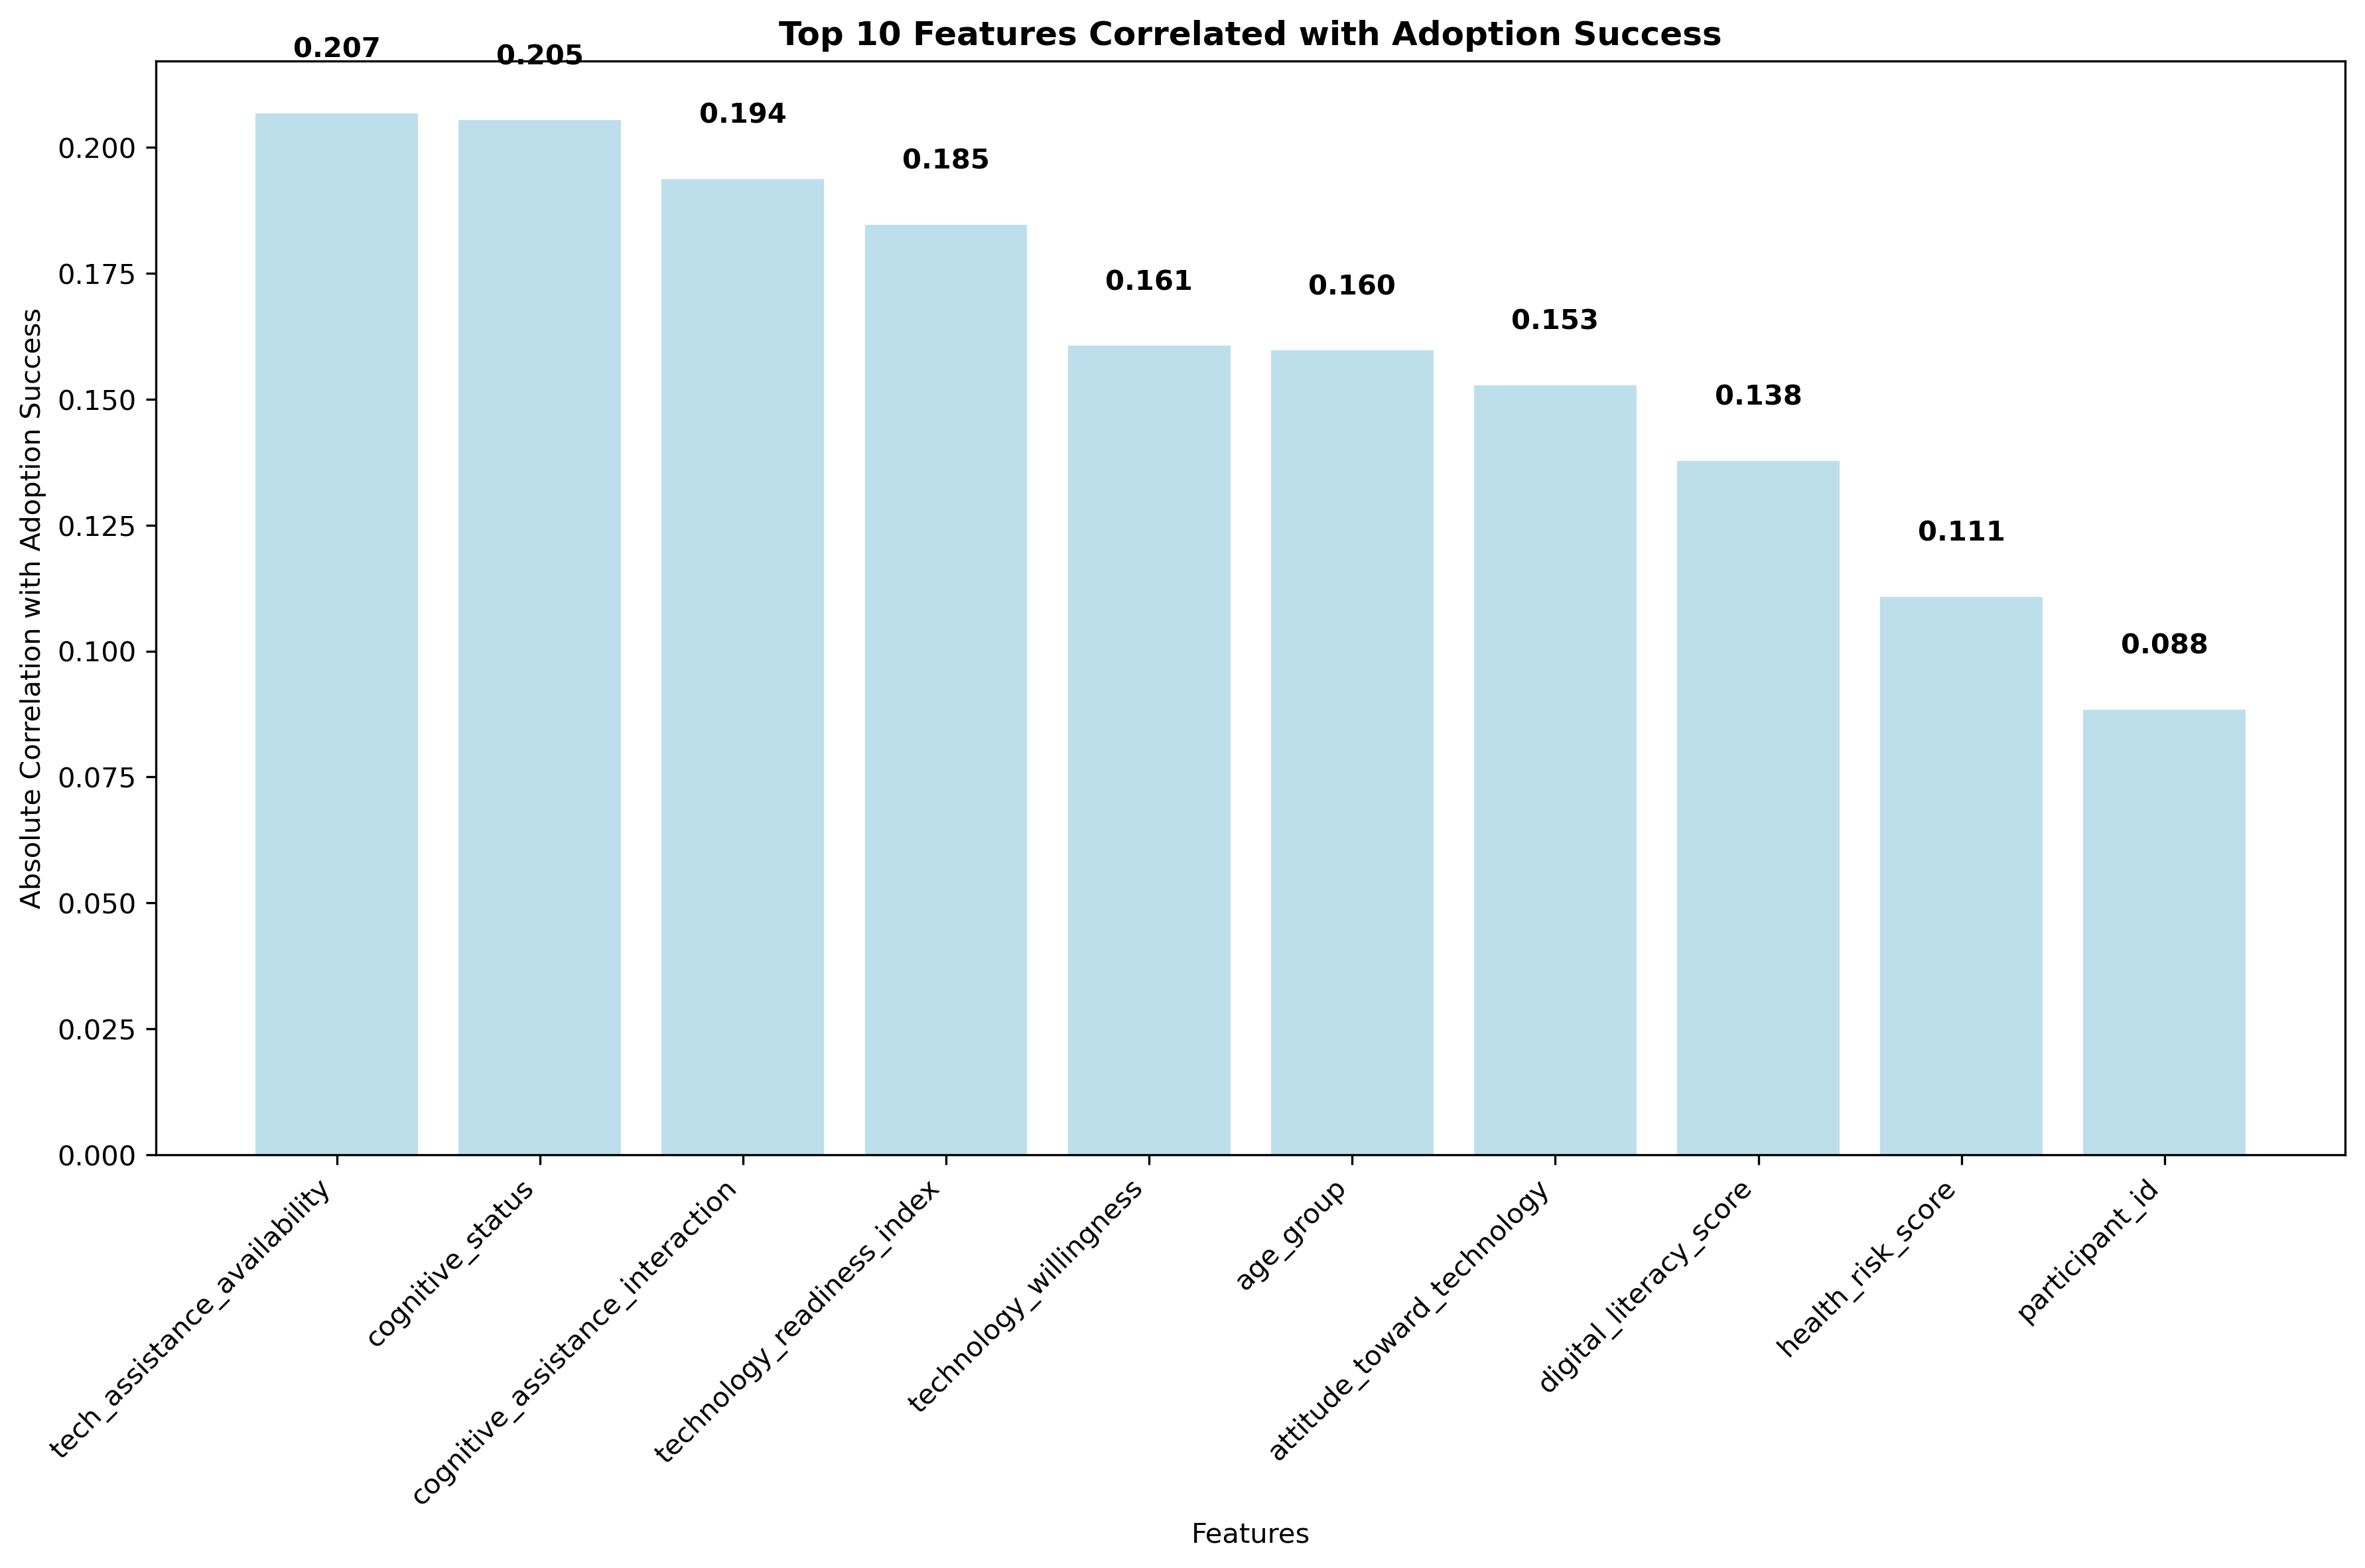 Top 10 Features Correlated with Adoption Success
0.207
0.205
0.194
0.185
0.161
0.160
0.153
0.138
0.111
0.088
Absolute Correlation with Adoption Success
0.200
0.175
0.150
0.125
0.100
0.075
0.050
0.025
0.000
tech_assistance_availability
cognitive_status
cognitive_assistance_interaction
technology_readiness_index
technology_willingness
age_group
attitude_toward_technology
digital_literacy_score
health_risk_score
participant_id
Features